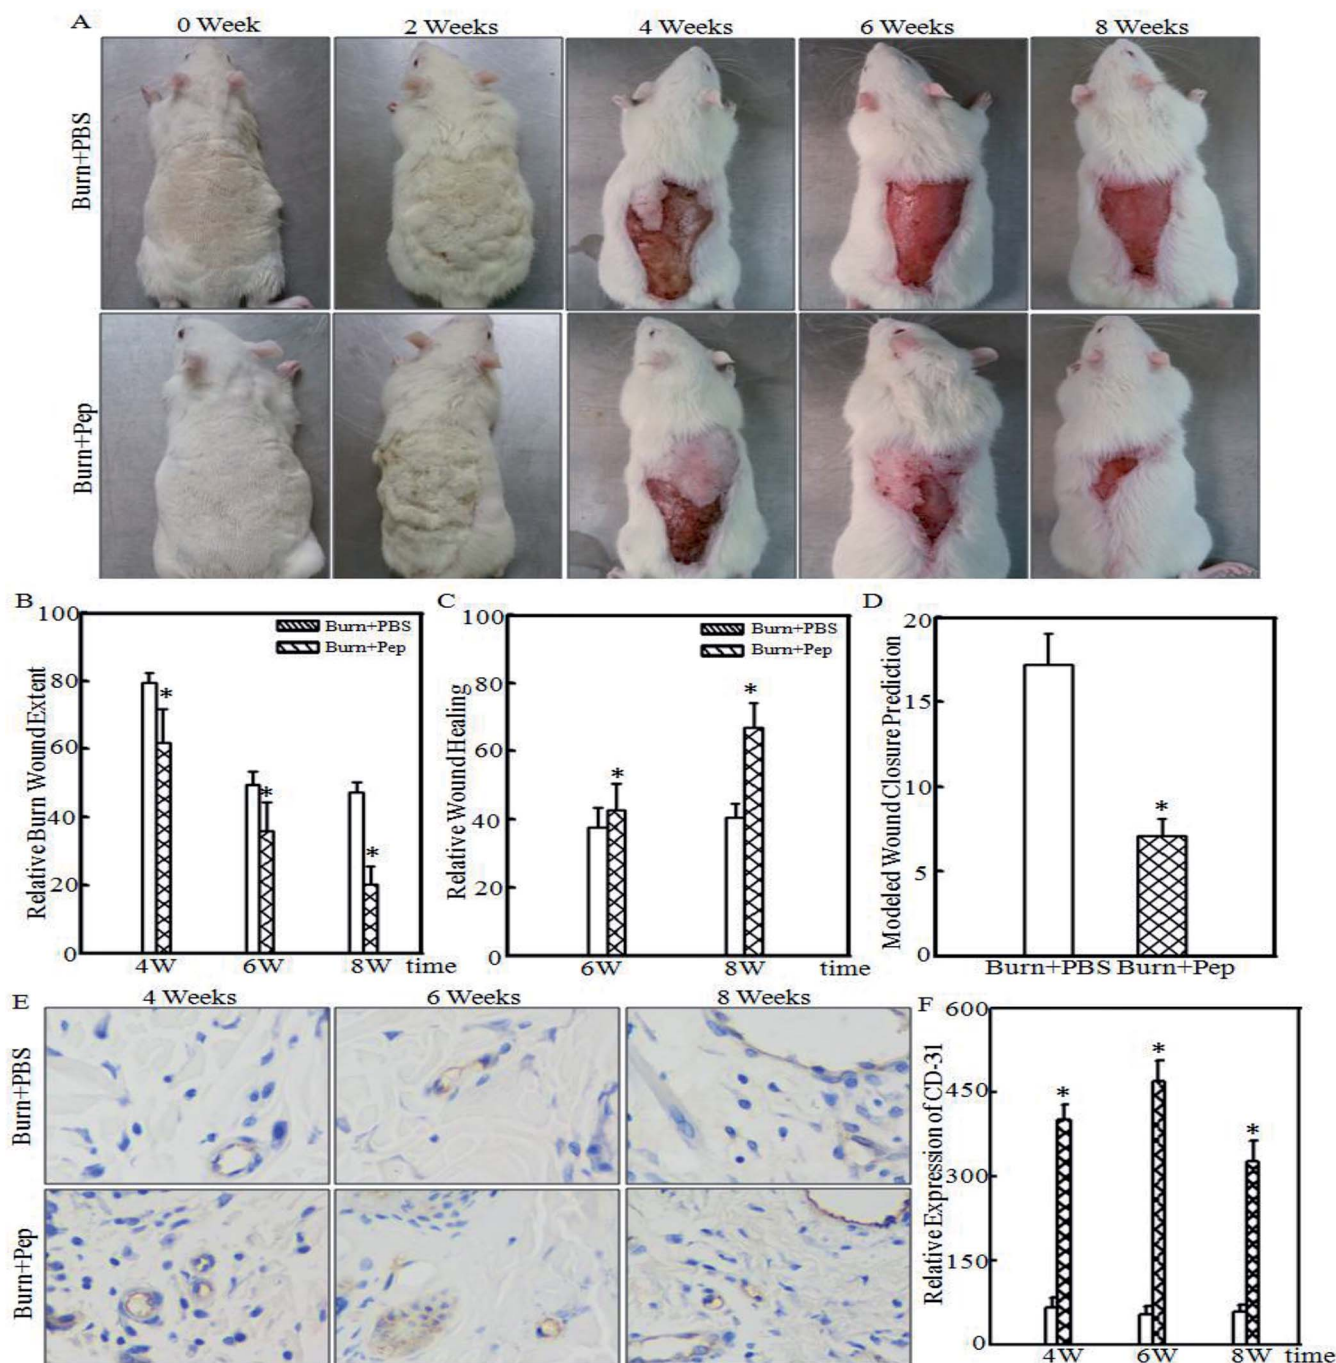 A
0 Week
2 Weeks
4 Weeks
6 Weeks
8 Weeks
Burn+PBS
Burn+Pep
B
Relative Burn Wound Extent
100
80
60
40
20
0
Burn+PBS
Burn+Pep
*
*
*
4W
6W
8W
time
C
Relative Wound Healing
100
80
60
40
20
0
Burn+PBS
Burn+Pep
*
*
6W
8W
time
D
Modeled Wound Closure Prediction
20
15
10
5
0
*
Burn+PBS
Burn+Pep
E
4 Weeks
6 Weeks
8 Weeks
Burn+PBS
Burn+Pep
F
Relative Expression of CD-31
600
450
300
150
0
*
*
*
4W
6W
8W
time